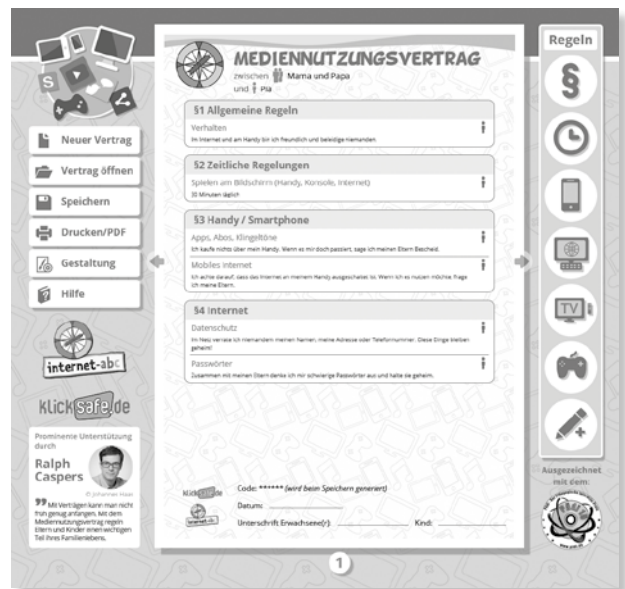 Neuer Vertrag
Vertrag öffnen
Speichern
Drucken/PDF
Gestaltung
Hilfe
internet-abc
klicksafe.de
Prominente Unterstützung
durch
Ralph
Caspers
© Johannes Haas
Mit Verträgen kann man nicht
früh genug anfangen. Mit dem
Mediennutzungsvertrag regeln
Eltern und Kinder einen wichtigen
Teil ihres Familienlebens.
MEDIENNUTZUNGSVERTRAG
zwischen Mama und Papa
und Pia
§1 Allgemeine Regeln
Verhalten
Im Internet und am Handy bin ich freundlich und beleidige niemanden.
§2 Zeitliche Regelungen
Spielen am Bildschirm (Handy, Konsole, Internet)
30 Minuten täglich
§3 Handy / Smartphone
Apps, Abos, Klingeltöne
Ich kaufe nichts über mein Handy. Wenn es mir doch passiert, sage ich meinen Eltern Bescheid.
Mobiles Internet
Ich achte darauf, dass das Internet an meinem Handy ausgeschaltet ist. Wenn ich es nutzen möchte, frage
ich meine Eltern.
§4 Internet
Datenschutz
Im Netz verrate ich niemandem meinen Namen, meine Adresse oder Telefonnummer. Diese Dinge bleiben
geheim!
Passwörter
Zusammen mit meinen Eltern denke ich mir schwierige Passwörter aus und halte sie geheim.
klicksafe.de
internet-abc
Code: ****** (wird beim Speichern generiert)
Datum:
Unterschrift Erwachsene(r): Kind:
1
Regeln
§
TV
Ausgezeichnet
mit dem: